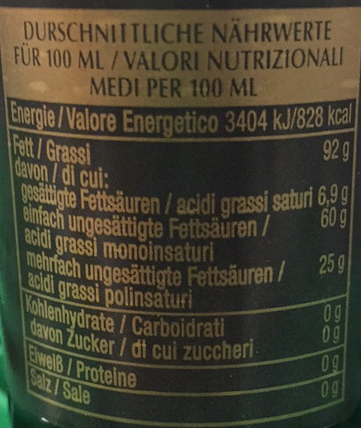 DURSCHNITTLICHE NÄHRWERTE
FÜR 100 ML / VALORI NUTRIZIONALI
MEDI PER 100 ML
Energie / Valore Energetico 3404 kJ/828 kcal
Fett / Grassi 92 g
davon / di cui:
gesättigte Fettsäuren / acidi grassi saturi 6,9 g
einfach ungesättigte Fettsäuren / 60 g
acidi grassi monoinsaturi
mehrfach ungesättigte Fettsäuren / 25 g
acidi grassi polinsaturi
Kohlenhydrate / Carboidrati 0 g
davon Zucker / di cui zuccheri 0 g
Eiweiß / Proteine 0 g
Salz / Sale 0 g